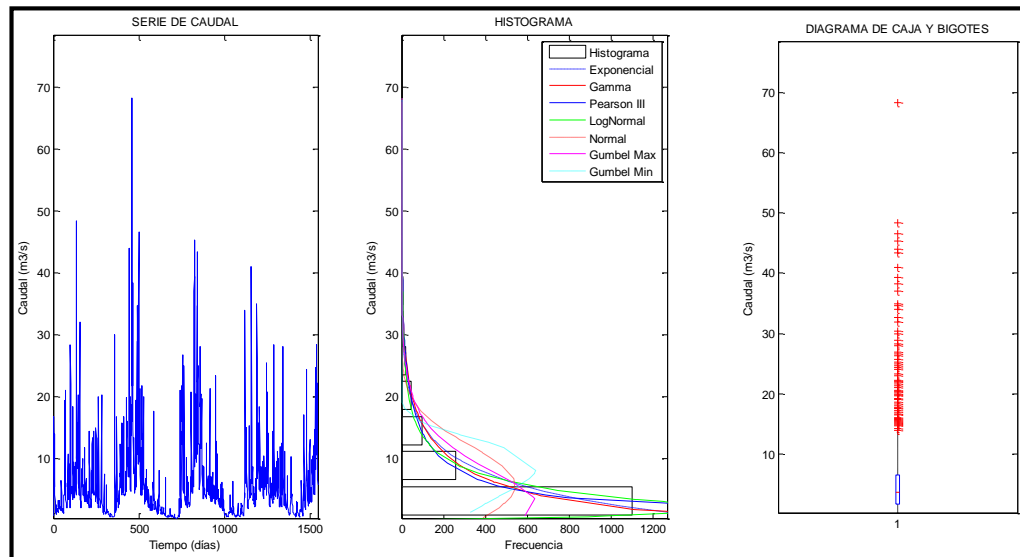 SERIE DE CAUDAL
70
60
50
40
30
20
10
Caudal (m3/s)
0
500
1000
1500
Tiempo (días)
HISTOGRAMA
Histograma
Exponencial
Gamma
Pearson III
LogNormal
Normal
Gumbel Max
Gumbel Min
70
60
50
40
30
20
10
Caudal (m3/s)
0
200
400
600
800
1000
1200
Frecuencia
DIAGRAMA DE CAJA Y BIGOTES
70
60
50
40
30
20
10
Caudal (m3/s)
1